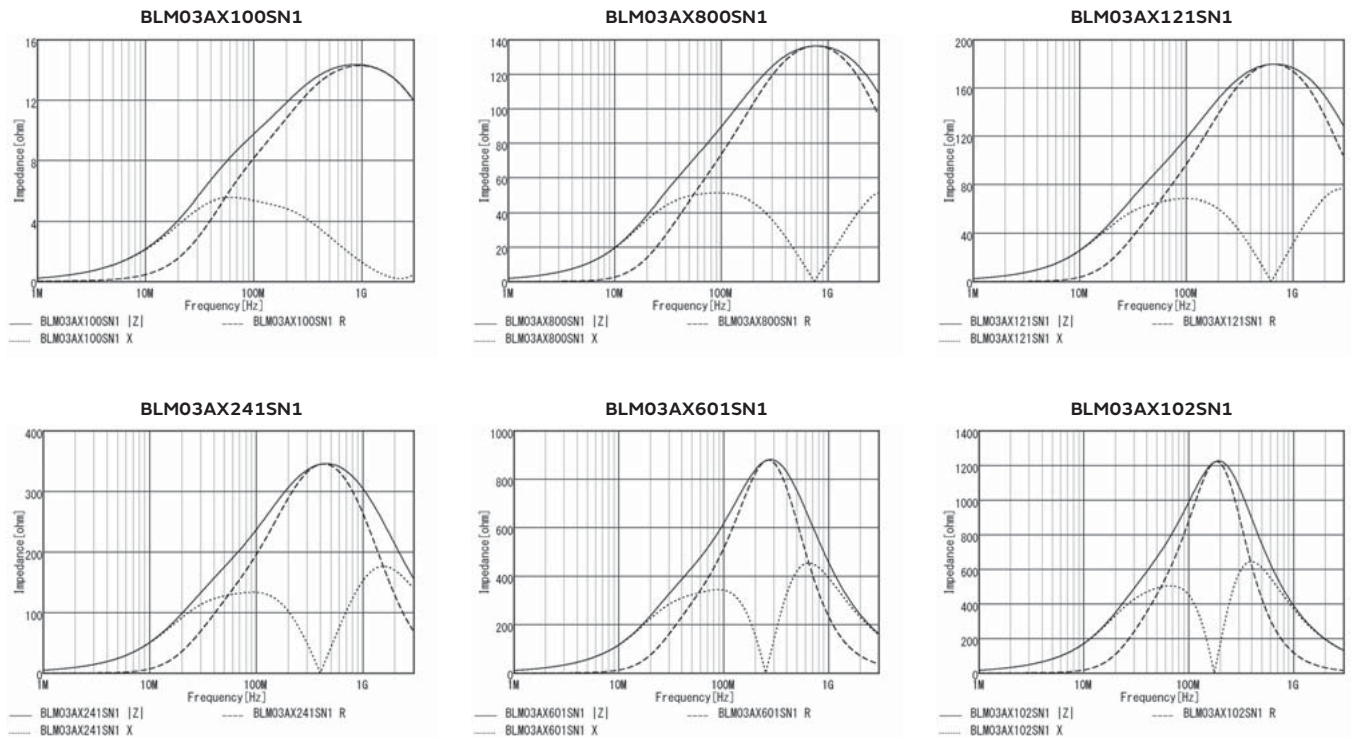 BLM03AX100SN1
Impedance[ohm]
16
12
8
4
0
1M 10M 100M 1G
Frequency[Hz]
BLM03AX100SN1 |Z| BLM03AX100SN1 R
BLM03AX100SN1 X
BLM03AX800SN1
Impedance[ohm]
140
120
100
80
60
40
20
0
1M 10M 100M 1G
Frequency[Hz]
BLM03AX800SN1 |Z| BLM03AX800SN1 R
BLM03AX800SN1 X
BLM03AX121SN1
Impedance[ohm]
200
160
120
80
40
0
1M 10M 100M 1G
Frequency[Hz]
BLM03AX121SN1 |Z| BLM03AX121SN1 R
BLM03AX121SN1 X
BLM03AX241SN1
Impedance[ohm]
400
300
200
100
0
1M 10M 100M 1G
Frequency[Hz]
BLM03AX241SN1 |Z| BLM03AX241SN1 R
BLM03AX241SN1 X
BLM03AX601SN1
Impedance[ohm]
1000
800
600
400
200
0
1M 10M 100M 1G
Frequency[Hz]
BLM03AX601SN1 |Z| BLM03AX601SN1 R
BLM03AX601SN1 X
BLM03AX102SN1
Impedance[ohm]
1400
1200
1000
800
600
400
200
0
1M 10M 100M 1G
Frequency[Hz]
BLM03AX102SN1 |Z| BLM03AX102SN1 R
BLM03AX102SN1 X